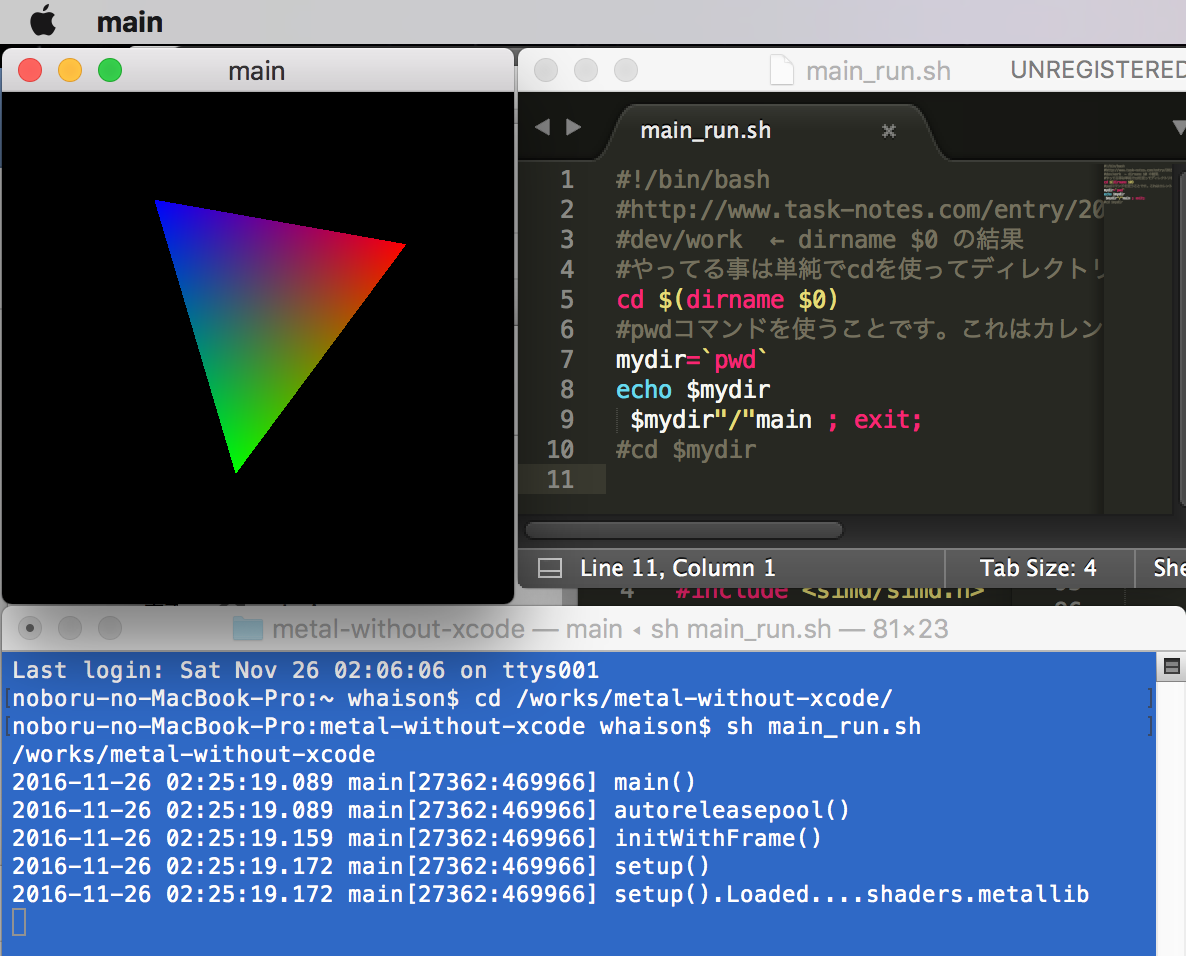 main
main
main_run.sh
UNREGISTERED
main_run.sh
1 #!/bin/bash
2 #http://www.task-notes.com/entry/20
3 #dev/work ← dirname $0 の結果
4 #やってる事は単純でcdを使ってディレクトリ
5 cd $(dirname $0)
6 #pwdコマンドを使うことです。これはカレン
7 mydir=`pwd`
8 echo $mydir
9 $mydir"/"main ; exit;
10 #cd $mydir
11
Line 11, Column 1
Tab Size: 4
She
4 #include <simd/simd.h>
metal-without-xcode — main ◂ sh main_run.sh — 81×23
Last login: Sat Nov 26 02:06:06 on ttys001
[noboru-no-MacBook-Pro:~ whaison$ cd /works/metal-without-xcode/ ]
[noboru-no-MacBook-Pro:metal-without-xcode whaison$ sh main_run.sh ]
/works/metal-without-xcode
2016-11-26 02:25:19.089 main[27362:469966] main()
2016-11-26 02:25:19.089 main[27362:469966] autoreleasepool()
2016-11-26 02:25:19.159 main[27362:469966] initWithFrame()
2016-11-26 02:25:19.172 main[27362:469966] setup()
2016-11-26 02:25:19.172 main[27362:469966] setup().Loaded....shaders.metallib